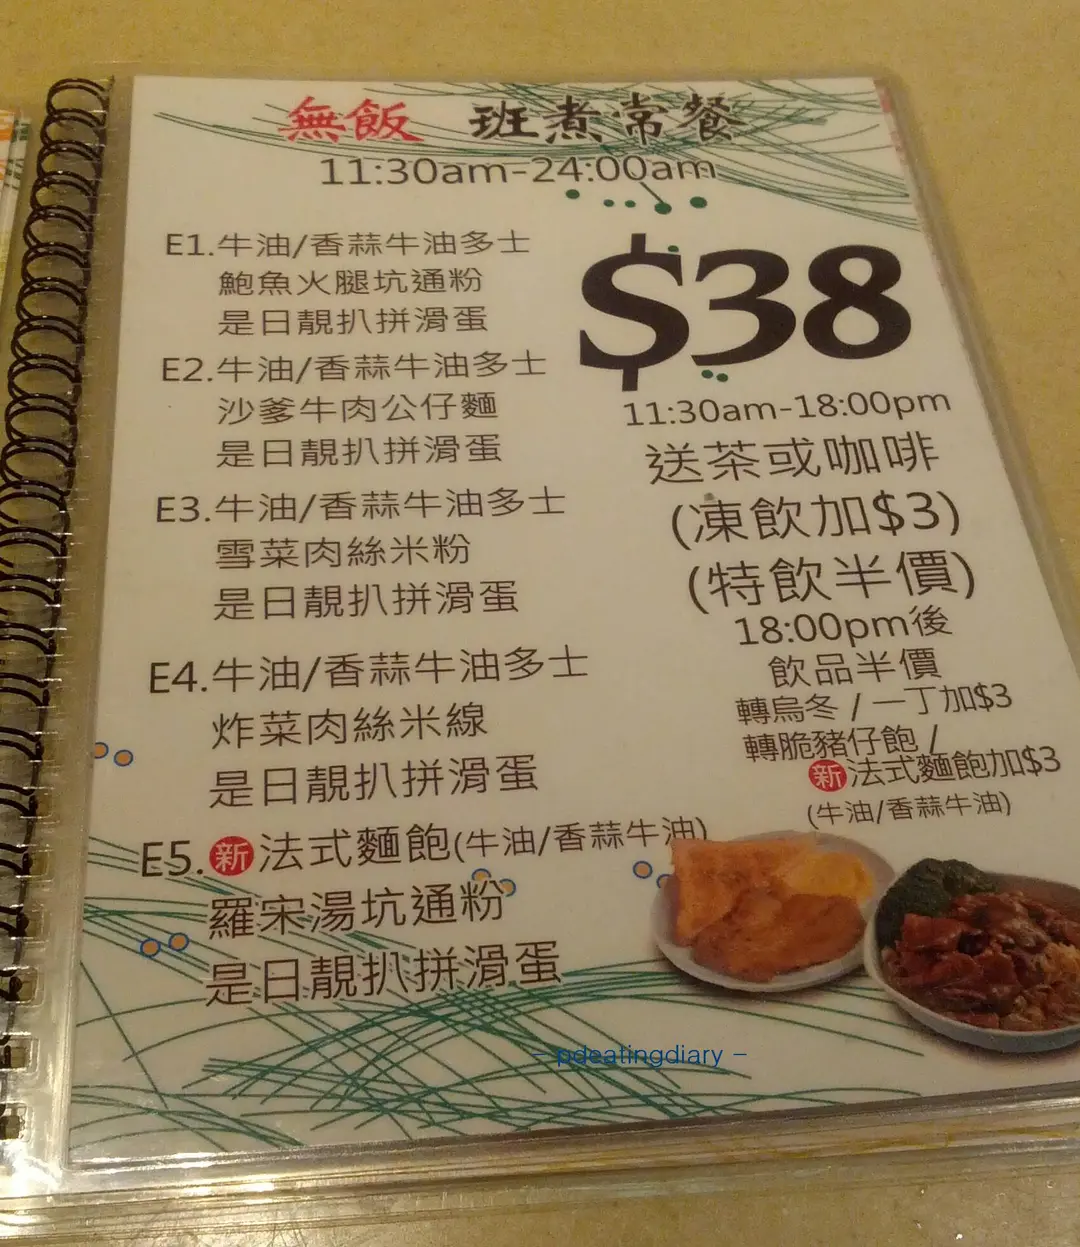 無飯 班煮常餐
11:30am-24:00am
E1.牛油/香蒜牛油多士
鮑魚火腿坑通粉
是日靚扒拼滑蛋
E2.牛油/香蒜牛油多士
沙爹牛肉公仔麵
是日靚扒拼滑蛋
E3.牛油/香蒜牛油多士
雪菜肉絲米粉
是日靚扒拼滑蛋
E4.牛油/香蒜牛油多士
炸菜肉絲米線
是日靚扒拼滑蛋
E5.新法式麵飽(牛油/香蒜牛油)
羅宋湯坑通粉
是日靚扒拼滑蛋
$38
11:30am-18:00pm
送茶或咖啡
(凍飲加$3)
(特飲半價)
18:00pm後
飲品半價
轉烏冬/一丁加$3
轉脆豬仔飽/
新法式麵飽加$3
(牛油/香蒜牛油)
- pdeatingdiary -